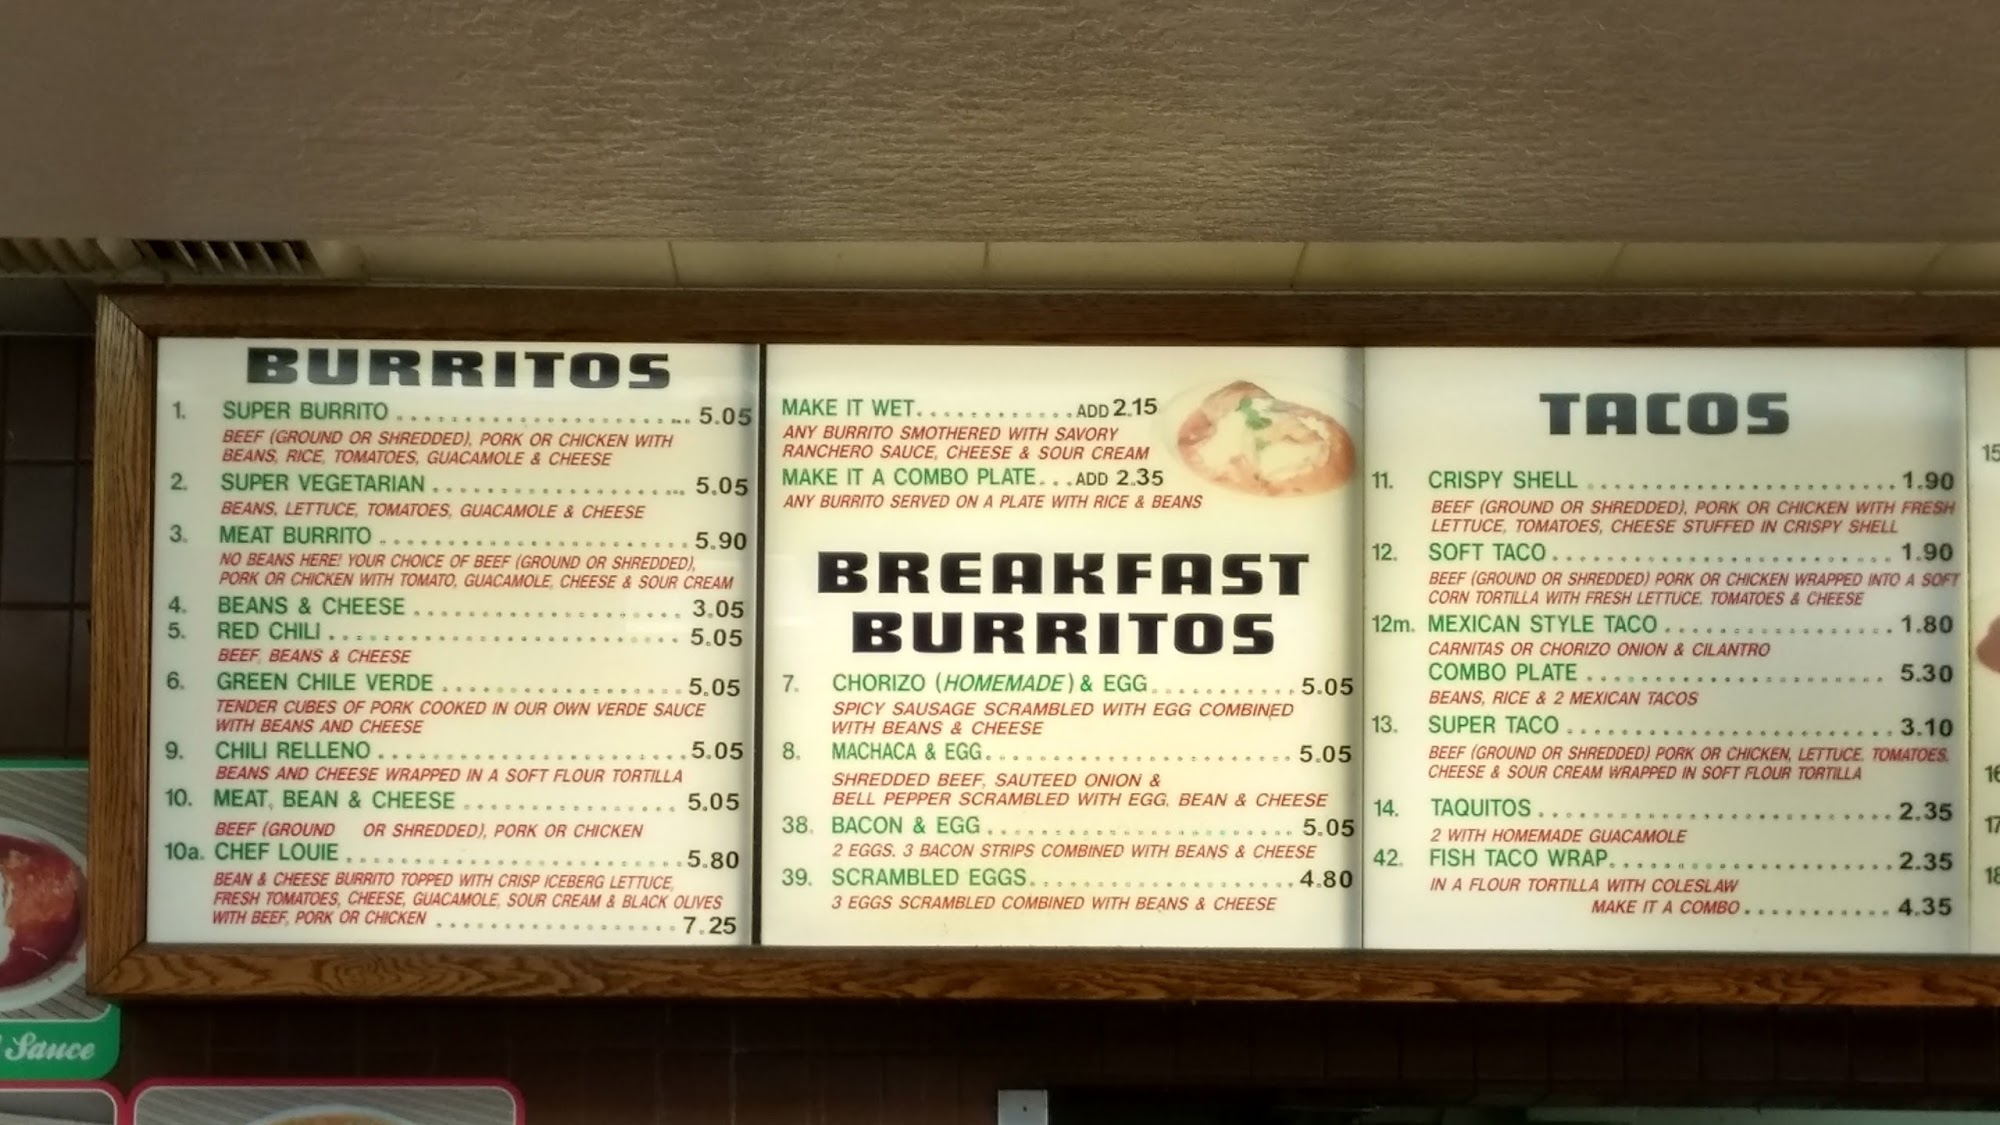 BURRITOS
1. SUPER BURRITO 5.05
BEEF (GROUND OR SHREDDED), PORK OR CHICKEN WITH
BEANS, RICE, TOMATOES, GUACAMOLE & CHEESE
2. SUPER VEGETARIAN 5.05
BEANS, LETTUCE, TOMATOES, GUACAMOLE & CHEESE
3. MEAT BURRITO 5.90
NO BEANS HERE! YOUR CHOICE OF BEEF (GROUND OR SHREDDED),
PORK OR CHICKEN WITH TOMATO, GUACAMOLE, CHEESE & SOUR CREAM
4. BEANS & CHEESE 3.05
5. RED CHILI 5.05
BEEF, BEANS & CHEESE
6. GREEN CHILE VERDE 5.05
TENDER CUBES OF PORK COOKED IN OUR OWN VERDE SAUCE
WITH BEANS AND CHEESE
9. CHILI RELLENO 5.05
BEANS AND CHEESE WRAPPED IN A SOFT FLOUR TORTILLA
10. MEAT, BEAN & CHEESE 5.05
BEEF (GROUND OR SHREDDED), PORK OR CHICKEN
10a. CHEF LOUIE 5.80
BEAN & CHEESE BURRITO TOPPED WITH CRISP ICEBERG LETTUCE,
FRESH TOMATOES, CHEESE, GUACAMOLE, SOUR CREAM & BLACK OLIVES
WITH BEEF, PORK OR CHICKEN 7.25
MAKE IT WET ADD 2.15
ANY BURRITO SMOTHERED WITH SAVORY
RANCHERO SAUCE, CHEESE & SOUR CREAM
MAKE IT A COMBO PLATE ADD 2.35
ANY BURRITO SERVED ON A PLATE WITH RICE & BEANS
BREAKFAST
BURRITOS
7. CHORIZO (HOMEMADE) & EGG 5.05
SPICY SAUSAGE SCRAMBLED WITH EGG COMBINED
WITH BEANS & CHEESE
8. MACHACA & EGG 5.05
SHREDDED BEEF, SAUTEED ONION &
BELL PEPPER SCRAMBLED WITH EGG, BEAN & CHEESE
38. BACON & EGG 5.05
2 EGGS, 3 BACON STRIPS COMBINED WITH BEANS & CHEESE
39. SCRAMBLED EGGS 4.80
3 EGGS SCRAMBLED COMBINED WITH BEANS & CHEESE
TACOS
11. CRISPY SHELL 1.90
BEEF (GROUND OR SHREDDED), PORK OR CHICKEN WITH FRESH
LETTUCE, TOMATOES, CHEESE STUFFED IN CRISPY SHELL
12. SOFT TACO 1.90
BEEF (GROUND OR SHREDDED) PORK OR CHICKEN WRAPPED INTO A SOFT
CORN TORTILLA WITH FRESH LETTUCE, TOMATOES & CHEESE
12m. MEXICAN STYLE TACO 1.80
CARNITAS OR CHORIZO ONION & CILANTRO
COMBO PLATE 5.30
BEANS, RICE & 2 MEXICAN TACOS
13. SUPER TACO 3.10
BEEF (GROUND OR SHREDDED) PORK OR CHICKEN, LETTUCE, TOMATOES,
CHEESE & SOUR CREAM WRAPPED IN SOFT FLOUR TORTILLA
14. TAQUITOS 2.35
2 WITH HOMEMADE GUACAMOLE
42. FISH TACO WRAP 2.35
IN A FLOUR TORTILLA WITH COLESLAW
MAKE IT A COMBO 4.35
15
16
17
18
Sauce